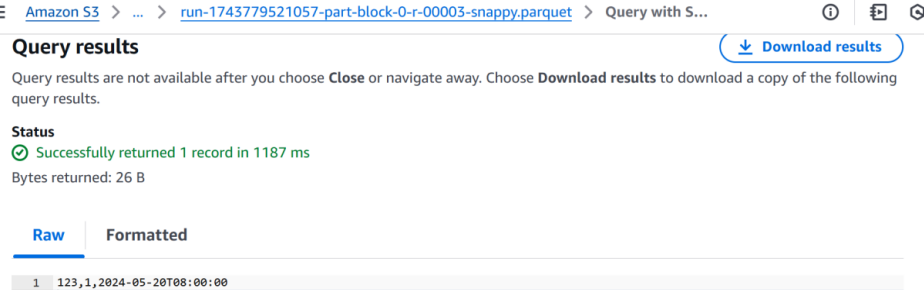 Amazon S3 > ... > run-1743779521057-part-block-0-r-00003-snappy.parquet > Query with S...
Query results
Download results
Query results are not available after you choose Close or navigate away. Choose Download results to download a copy of the following
query results.
Status
Successfully returned 1 record in 1187 ms
Bytes returned: 26 B
Raw
Formatted
1 123,1,2024-05-20T08:00:00